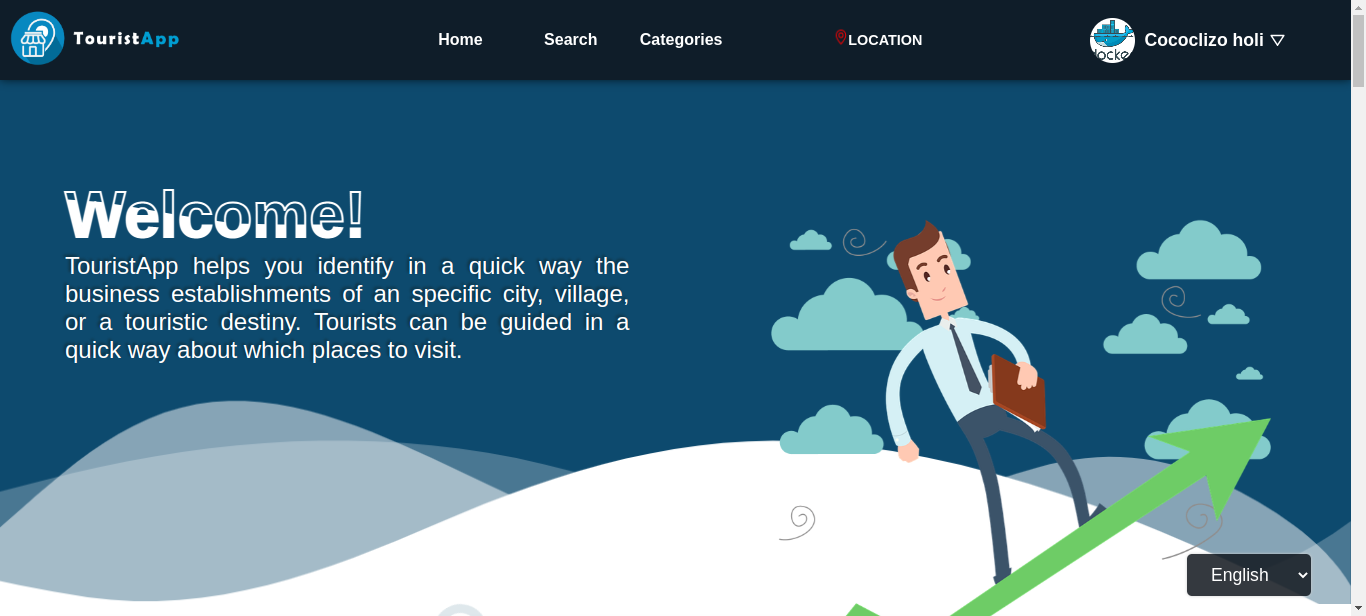 TouristApp
Home Search Categories LOCATION
Cococlizo holi
Welcome!
TouristApp helps you identify in a quick way the
business establishments of an specific city, village,
or a touristic destiny. Tourists can be guided in a
quick way about which places to visit.
English